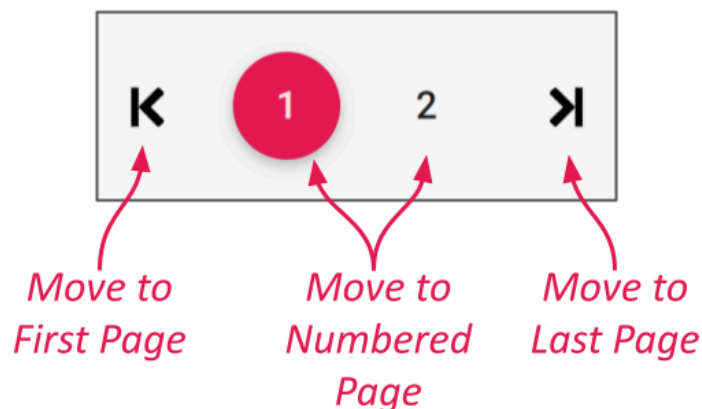 1
2
Move to
First Page
Move to
Numbered
Page
Move to
Last Page